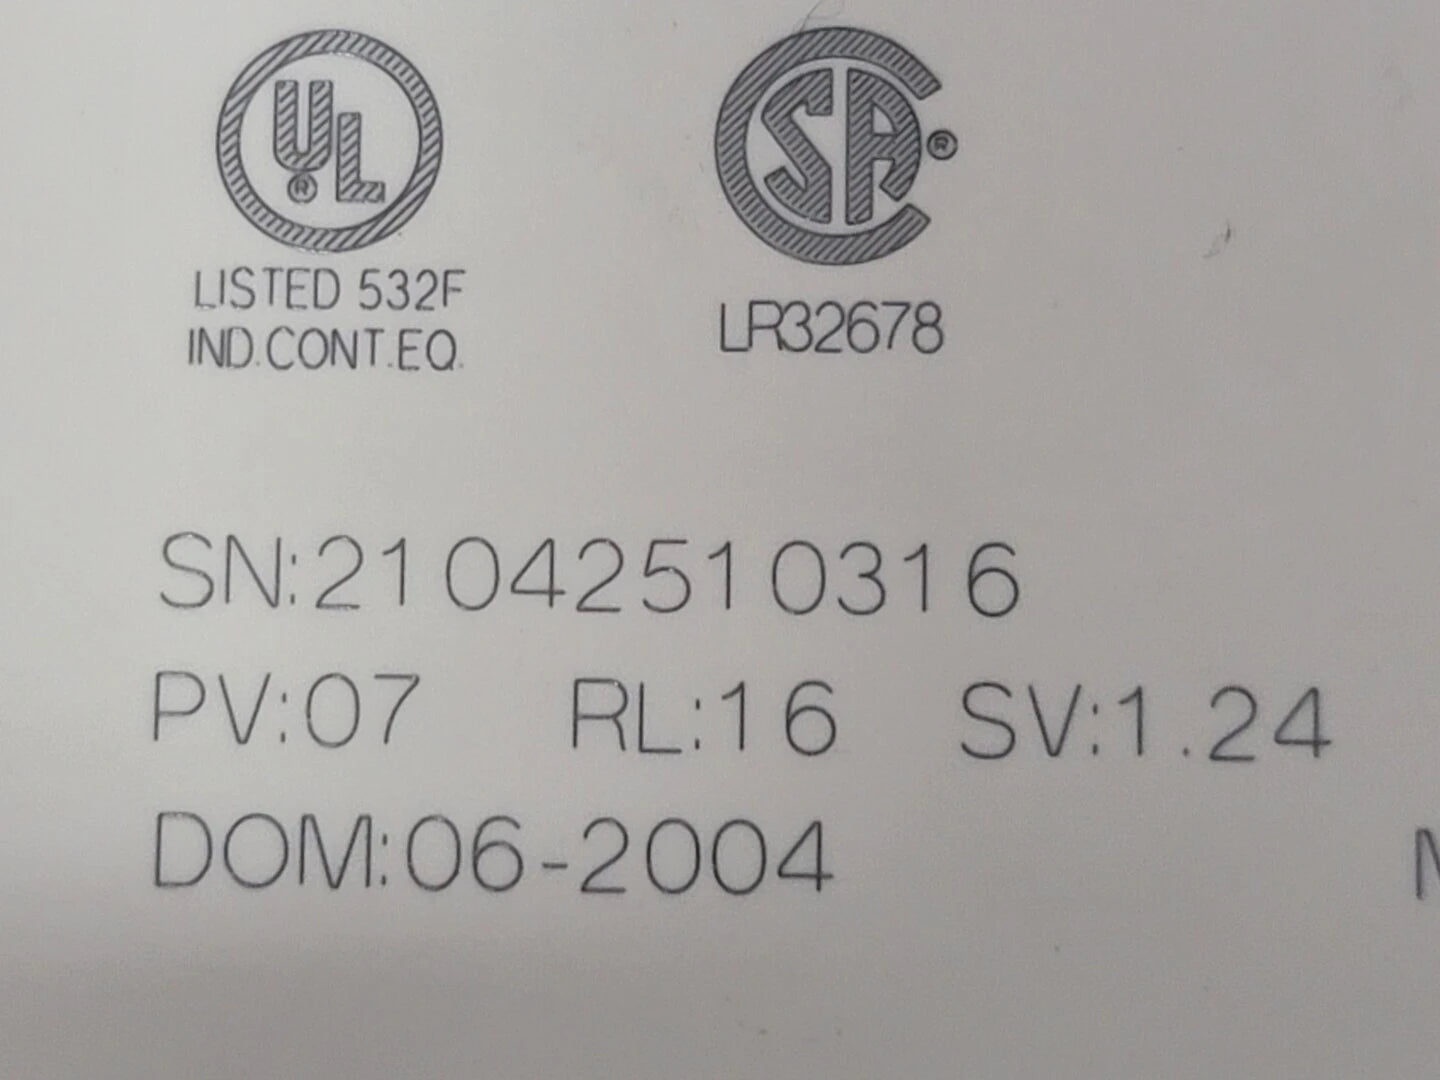 UL® CSA®
LISTED 532F
IND.CONT.EQ.
LR32678
SN:21042510316
PV:07 RL:16 SV:1.24
DOM:06-2004